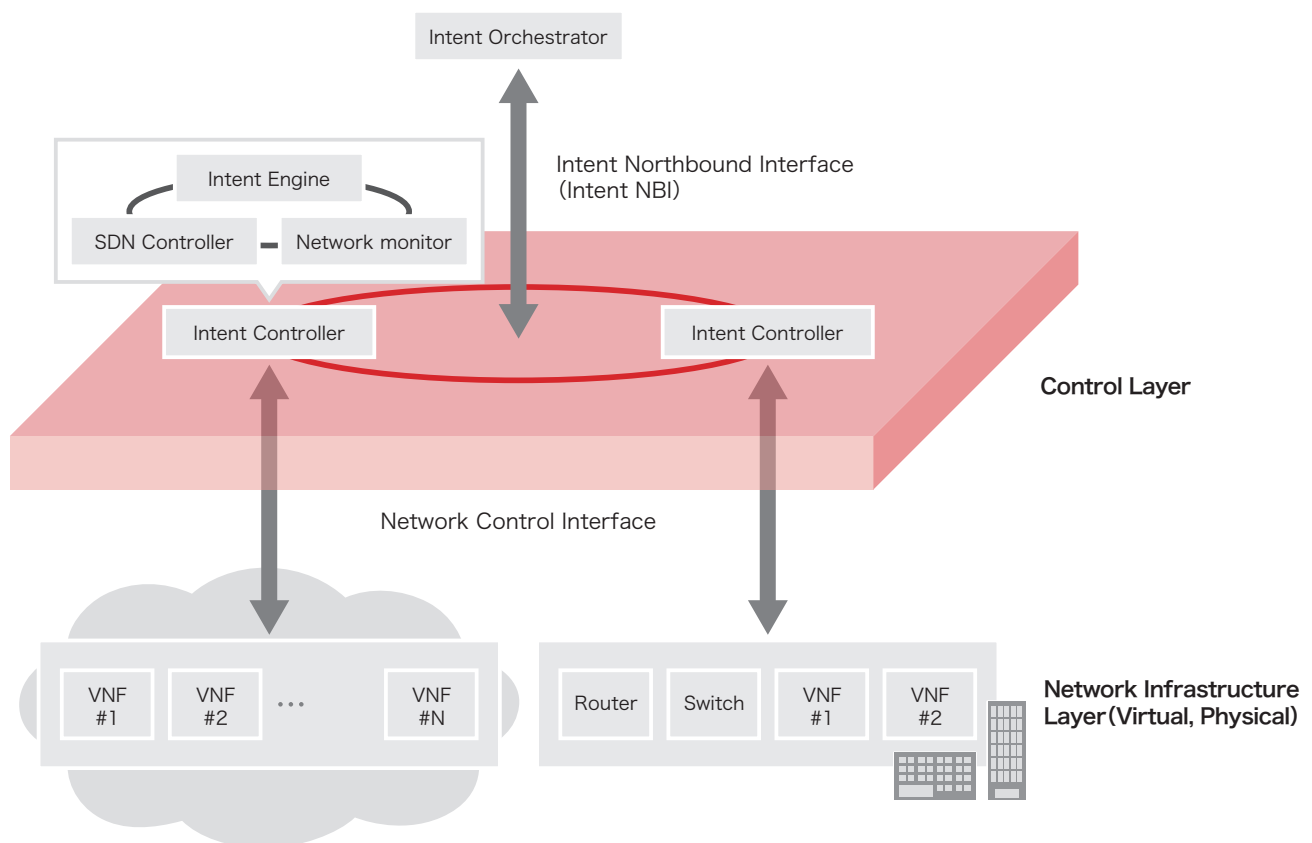 Intent Orchestrator
Intent Northbound Interface
（Intent NBI）
Intent Engine
SDN Controller
Network monitor
Intent Controller
Intent Controller
Control Layer
Network Control Interface
VNF
#1
VNF
#2
…
VNF
#N
Router
Switch
VNF
#1
VNF
#2
Network Infrastructure
Layer（Virtual, Physical）